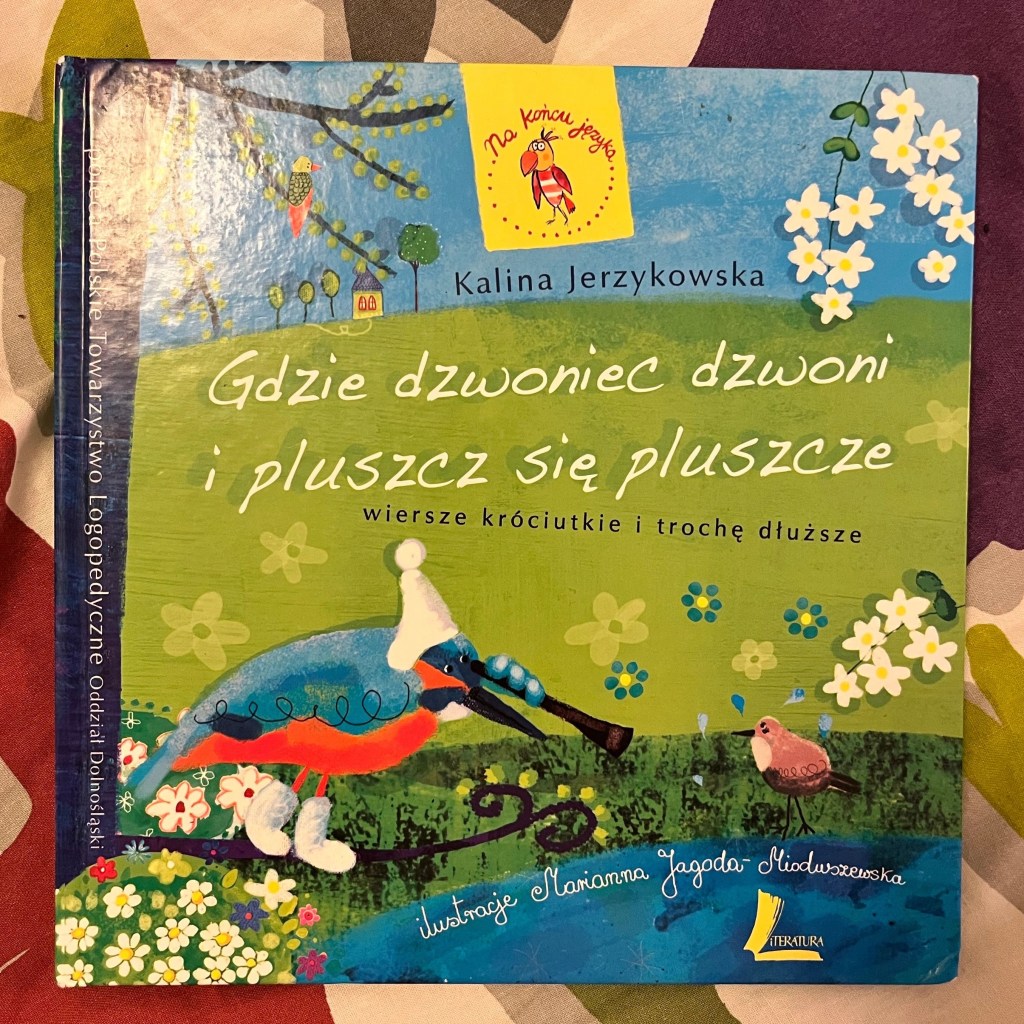 Na końcu języka
Kalina Jerzykowska
Gdzie dzwoniec dzwoni
i pluszcz się pluszcze
wiersze króciutkie i trochę dłuższe
ilustracje Marianna Jagoda-Mioduszewska
LITERATURA
Polskie Towarzystwo Logopedyczne Oddział Dolnośląski